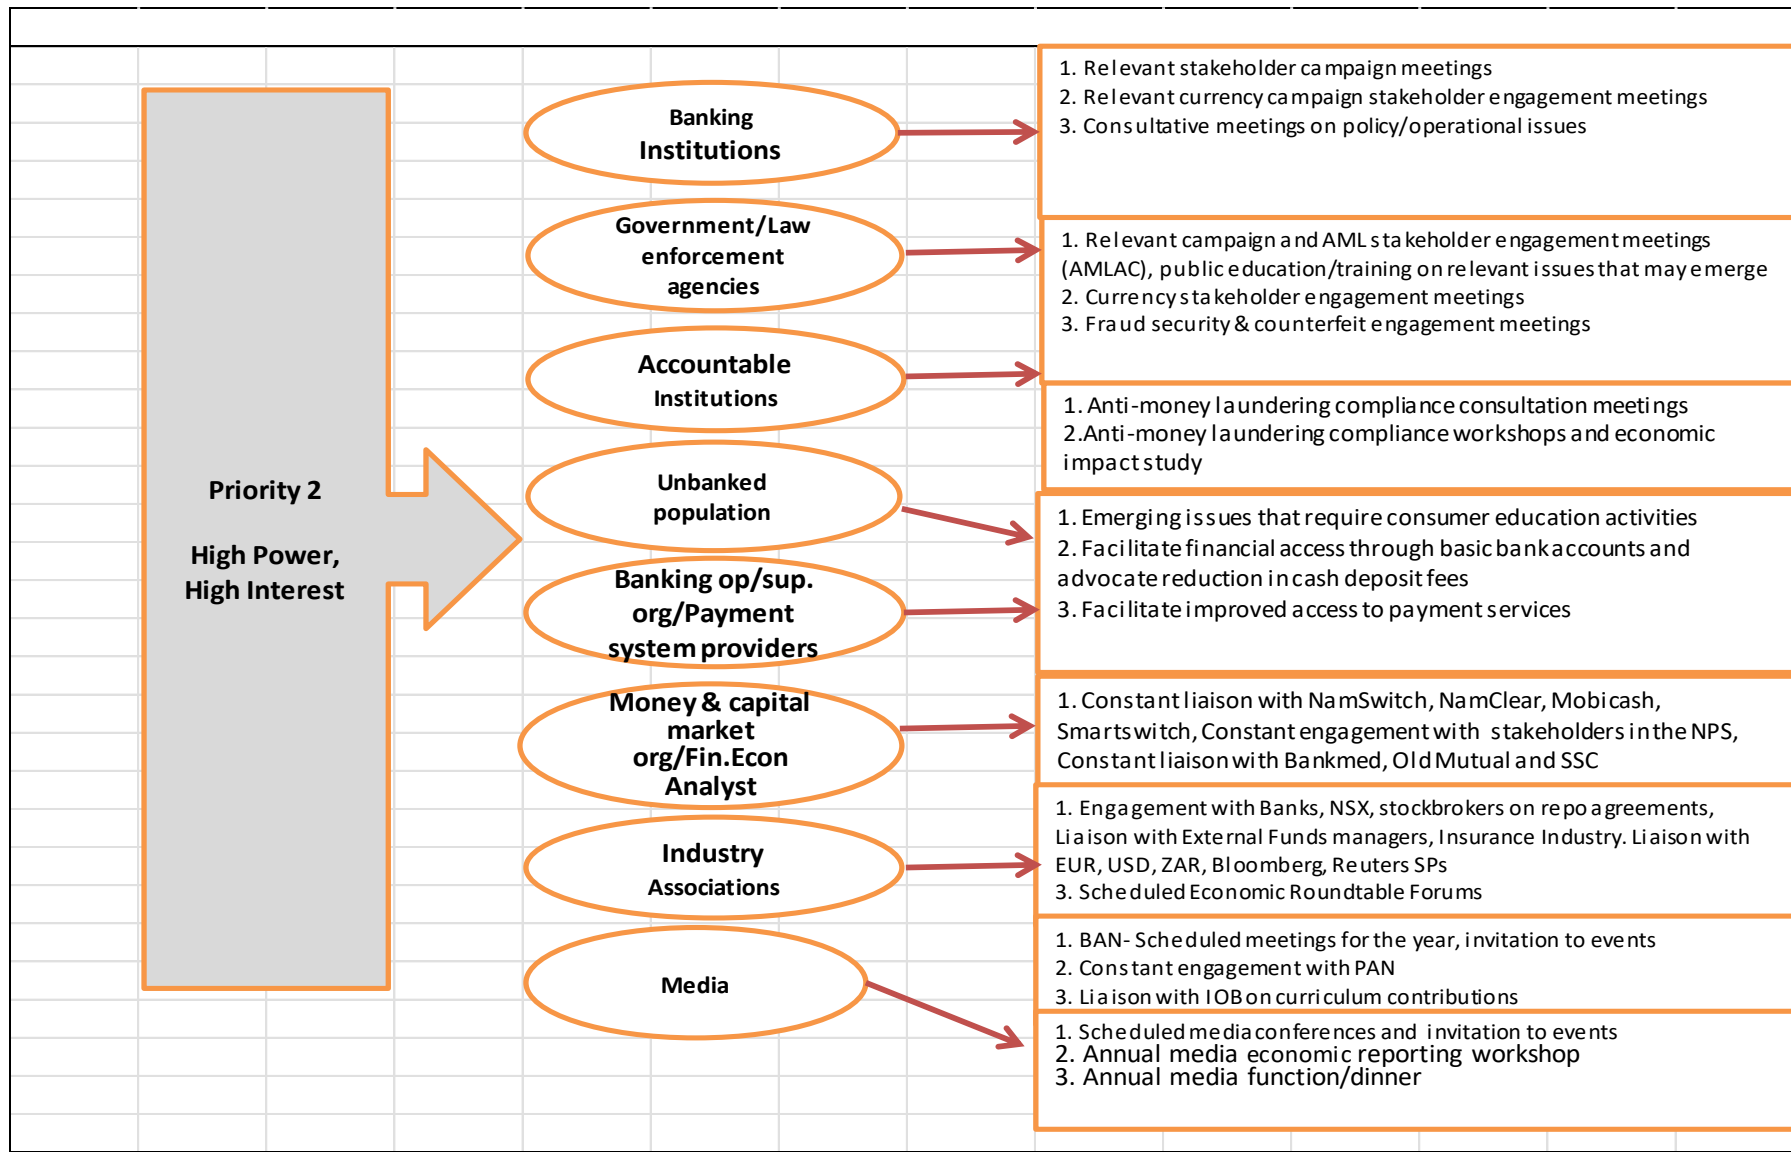 Priority 2
High Power,
High Interest
Banking
Institutions
Government/Law
enforcement
agencies
Accountable
Institutions
Unbanked
population
Banking op/sup.
org/Payment
system providers
Money & capital
market
org/Fin.Econ
Analyst
Industry
Associations
Media
1. Relevant stakeholder campaign meetings
2. Relevant currency campaign stakeholder engagement meetings
3. Consultative meetings on policy/operational issues
1. Relevant campaign and AML stakeholder engagement meetings
(AMLAC), public education/training on relevant issues that may emerge
2. Currency stakeholder engagement meetings
3. Fraud security & counterfeit engagement meetings
1. Anti-money laundering compliance consultation meetings
2.Anti-money laundering compliance workshops and economic
impact study
1. Emerging issues that require consumer education activities
2. Facilitate financial access through basic bank accounts and
advocate reduction in cash deposit fees
3. Facilitate improved access to payment services
1. Constant liaison with NamSwitch, NamClear, Mobicash,
Smartswitch, Constant engagement with stakeholders in the NPS,
Constant liaison with Bankmed, Old Mutual and SSC
1. Engagement with Banks, NSX, stockbrokers on repo agreements,
Liaison with External Funds managers, Insurance Industry. Liaison with
EUR, USD, ZAR, Bloomberg, Reuters SPs
3. Scheduled Economic Roundtable Forums
1. BAN- Scheduled meetings for the year, invitation to events
2. Constant engagement with PAN
3. Liaison with IOB on curriculum contributions
1. Scheduled media conferences and invitation to events
2. Annual media economic reporting workshop
3. Annual media function/dinner